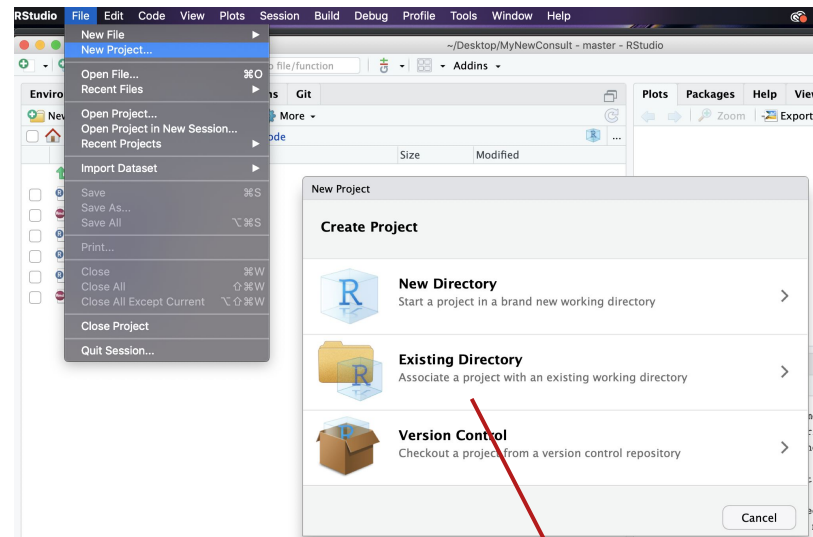 RStudio File Edit Code View Plots Session Build Debug Profile Tools Window Help
New File
New Project...
~/Desktop/MyNewConsult - master - RStudio
file/function
Addins
Open File... ⌘O
Recent Files
Git
Plots Packages Help
New
More
Zoom
Export
Open Project...
Open Project in New Session...
Recent Projects
...
Size Modified
Import Dataset
Save ⌘S
Save As...
Save All ⌥⌘S
Print...
Close ⌘W
Close All ⇧⌘W
Close All Except Current ⌥⇧⌘W
Close Project
Quit Session...
New Project
Create Project
R
New Directory
Start a project in a brand new working directory
R
Existing Directory
Associate a project with an existing working directory
Version Control
Checkout a project from a version control repository
Cancel